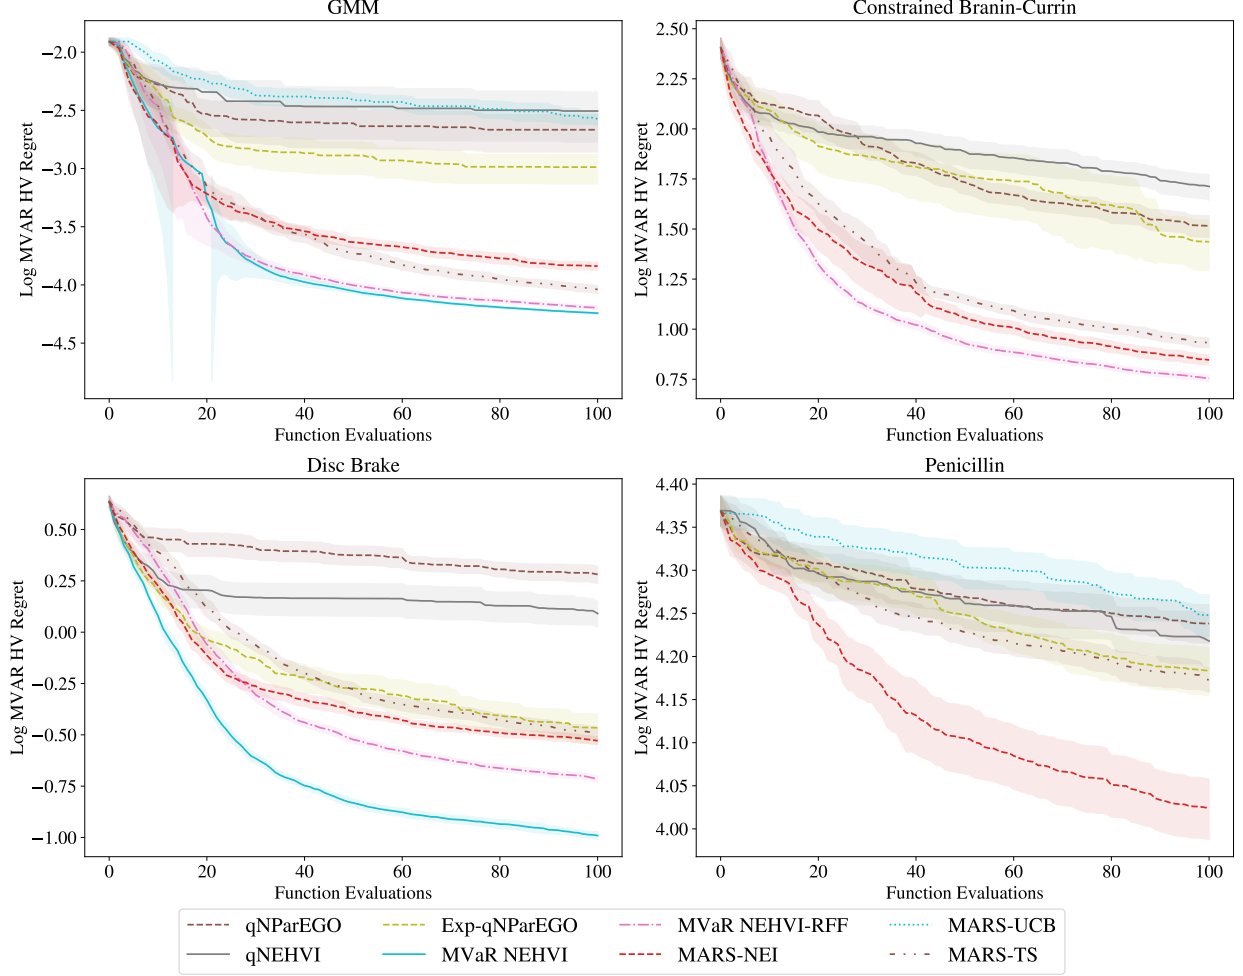 GMM
Log MVAR HV Regret
−2.0
−2.5
−3.0
−3.5
−4.0
−4.5
0 20 40 60 80 100
Function Evaluations
Constrained Branin-Currin
Log MVAR HV Regret
2.50
2.25
2.00
1.75
1.50
1.25
1.00
0.75
0 20 40 60 80 100
Function Evaluations
Disc Brake
Log MVAR HV Regret
0.50
0.25
0.00
−0.25
−0.50
−0.75
−1.00
0 20 40 60 80 100
Function Evaluations
Penicillin
Log MVAR HV Regret
4.40
4.35
4.30
4.25
4.20
4.15
4.10
4.05
4.00
0 20 40 60 80 100
Function Evaluations
qNParEGO Exp-qNParEGO MVaR NEHVI-RFF MARS-UCB
qNEHVI MVaR NEHVI MARS-NEI MARS-TS